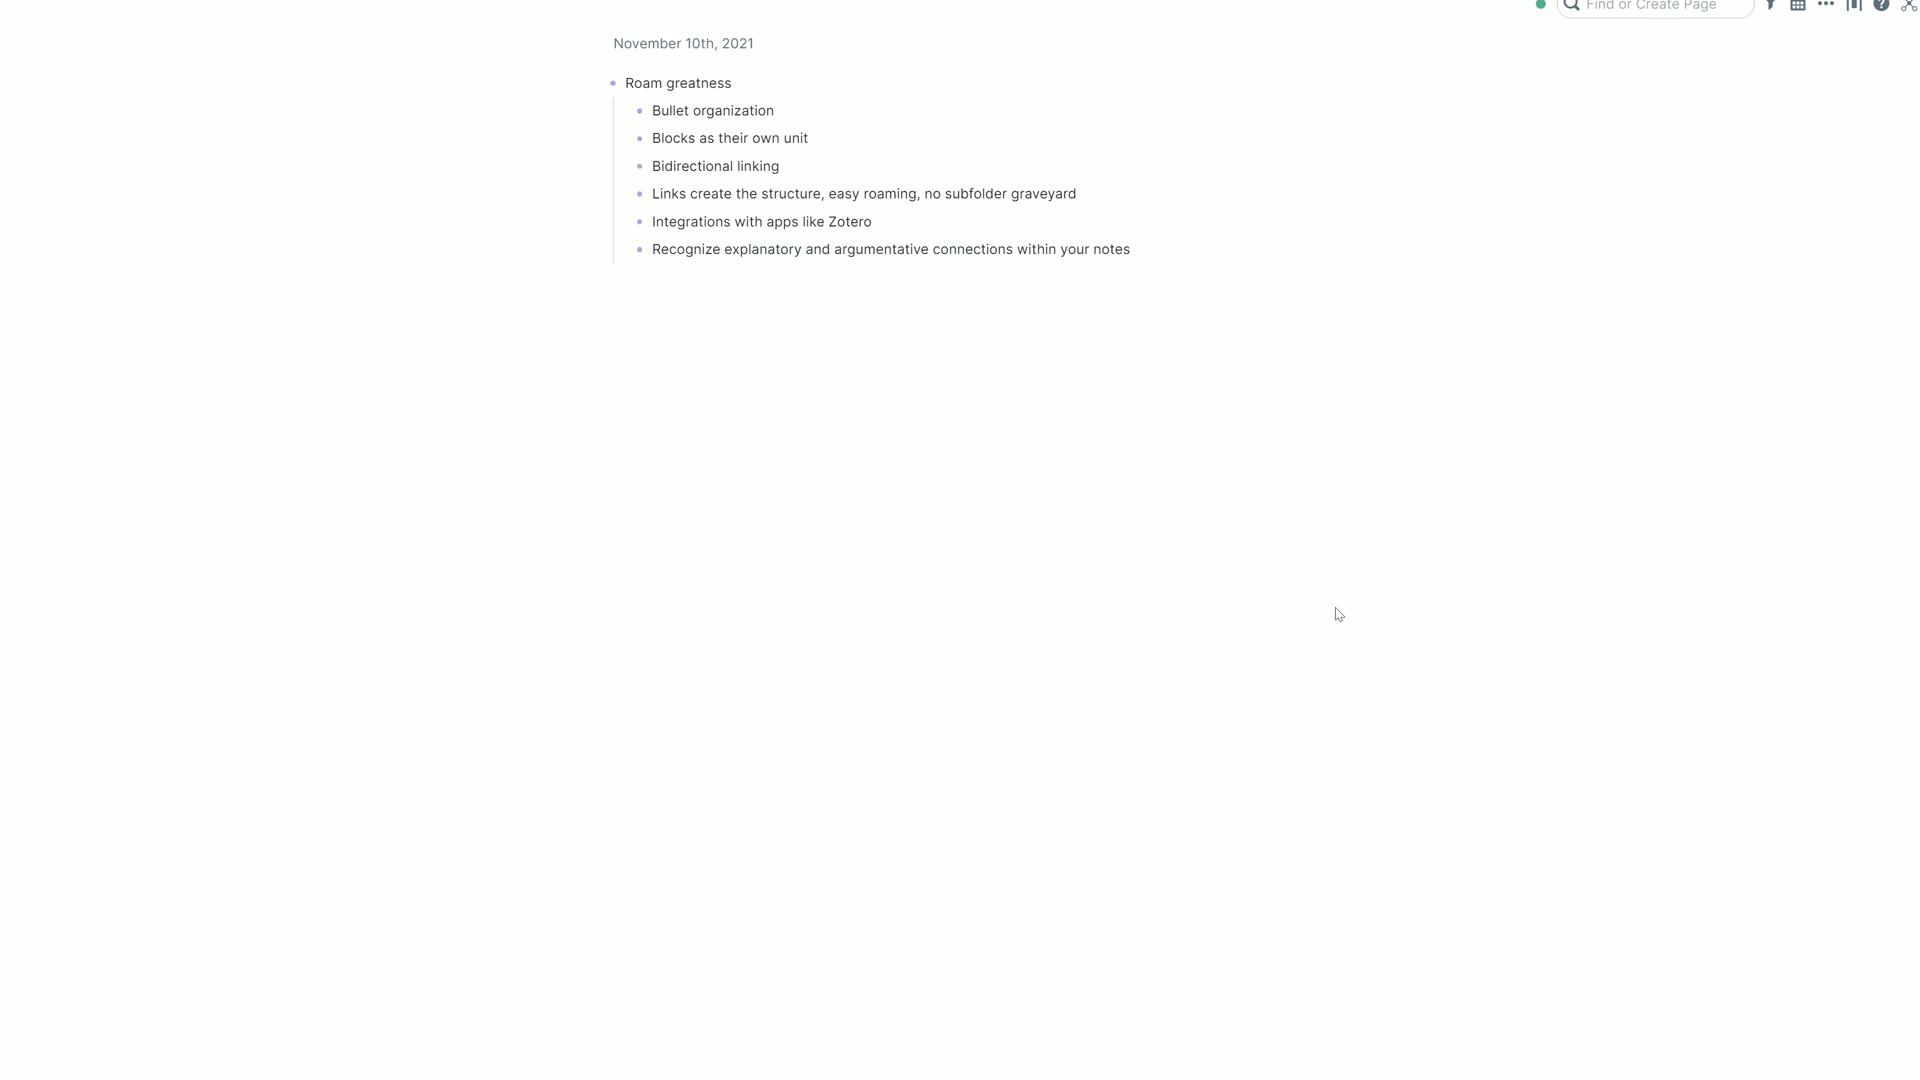 Find or Create Page
November 10th, 2021
Roam greatness
Bullet organization
Blocks as their own unit
Bidirectional linking
Links create the structure, easy roaming, no subfolder graveyard
Integrations with apps like Zotero
Recognize explanatory and argumentative connections within your notes